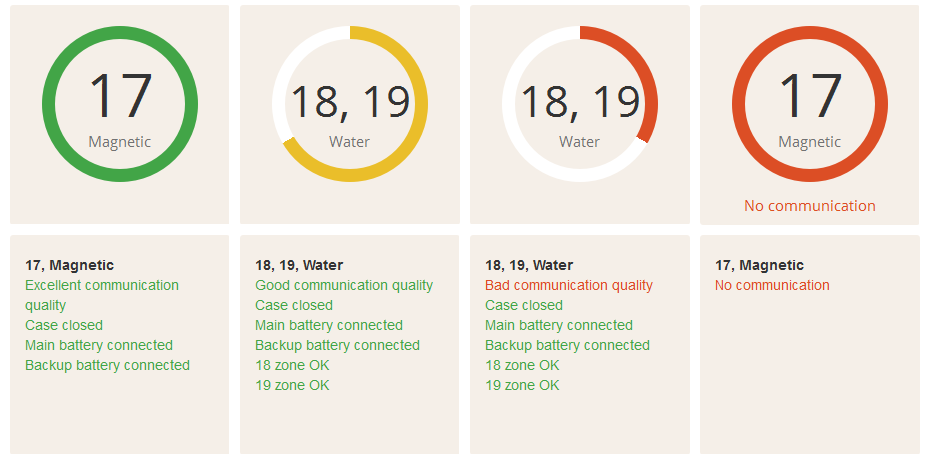 17
Magnetic
18, 19
Water
18, 19
Water
17
Magnetic
No communication
17, Magnetic
Excellent communication
quality
Case closed
Main battery connected
Backup battery connected
18, 19, Water
Good communication quality
Case closed
Main battery connected
Backup battery connected
18 zone OK
19 zone OK
18, 19, Water
Bad communication quality
Case closed
Main battery connected
Backup battery connected
18 zone OK
19 zone OK
17, Magnetic
No communication